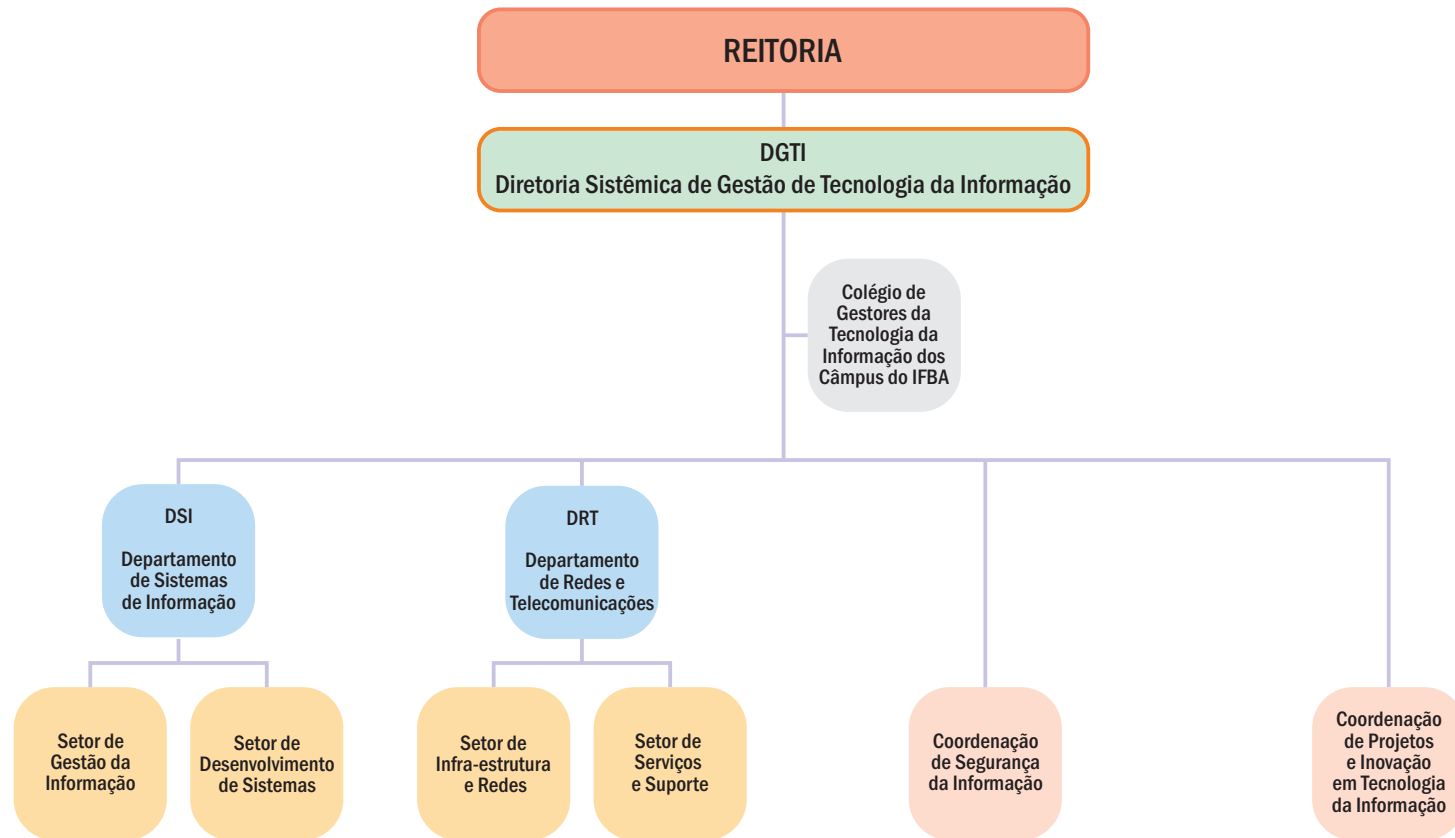 REITORIA
DGTI
Diretoria Sistêmica de Gestão de Tecnologia da Informação
Colégio de
Gestores da
Tecnologia da
Informação dos
Câmpus do IFBA
DSI
Departamento
de Sistemas
de Informação
DRT
Departamento
de Redes e
Telecomunicações
Setor de
Gestão da
Informação
Setor de
Desenvolvimento
de Sistemas
Setor de
Infra-estrutura
e Redes
Setor de
Serviços
e Suporte
Coordenação
de Segurança
da Informação
Coordenação
de Projetos
e Inovação
em Tecnologia
da Informação